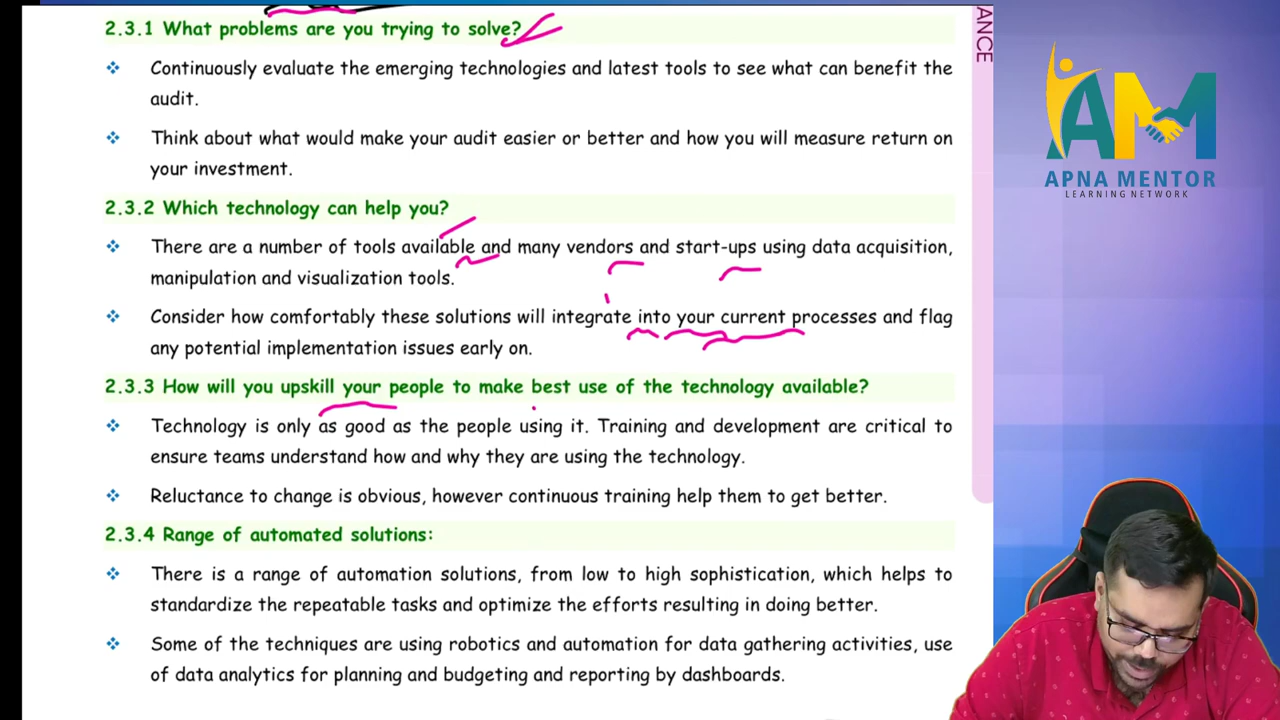 2.3.1 What problems are you trying to solve?
❖ Continuously evaluate the emerging technologies and latest tools to see what can benefit the
audit.
❖ Think about what would make your audit easier or better and how you will measure return on
your investment.
2.3.2 Which technology can help you?
❖ There are a number of tools available and many vendors and start-ups using data acquisition,
manipulation and visualization tools.
❖ Consider how comfortably these solutions will integrate into your current processes and flag
any potential implementation issues early on.
2.3.3 How will you upskill your people to make best use of the technology available?
❖ Technology is only as good as the people using it. Training and development are critical to
ensure teams understand how and why they are using the technology.
❖ Reluctance to change is obvious, however continuous training help them to get better.
2.3.4 Range of automated solutions:
❖ There is a range of automation solutions, from low to high sophistication, which helps to
standardize the repeatable tasks and optimize the efforts resulting in doing better.
❖ Some of the techniques are using robotics and automation for data gathering activities, use
of data analytics for planning and budgeting and reporting by dashboards.
ANCE
AM
APNA MENTOR
LEARNING NETWORK